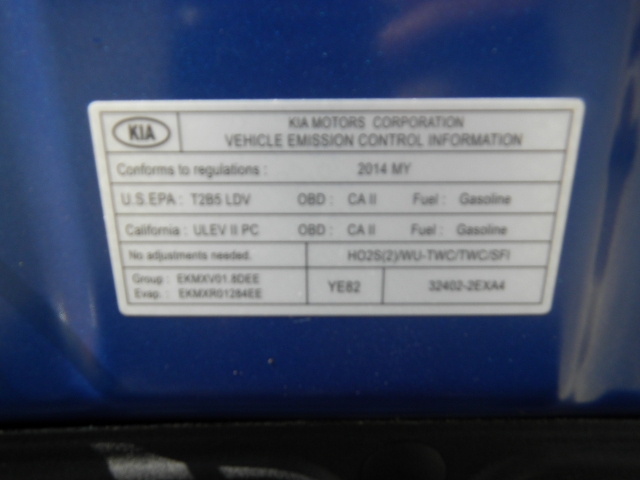 KIA
KIA MOTORS CORPORATION
VEHICLE EMISSION CONTROL INFORMATION
Conforms to regulations : 2014 MY
U.S.EPA : T2B5 LDV OBD : CA II Fuel : Gasoline
California : ULEV II PC OBD : CA II Fuel : Gasoline
No adjustments needed. HO2S(2)/WU-TWC/TWC/SFI
Group : EKMXV01.8DEE
Evap. : EKMXR01284EE
YE82 32402-2EXA4